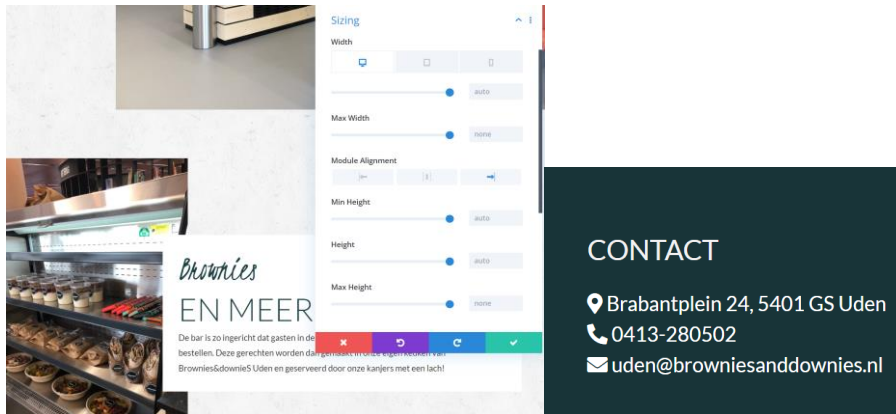 Sizing
Width
auto
Max Width
none
Module Alignment
Min Height
auto
Height
auto
Max Height
none
Brownies
EN MEER
De bar is zo ingericht dat gasten in de
bestellen. Deze gerechten worden dan gemaakt in onze eigen keuken van
Brownies&downieS Uden en geserveerd door onze kanjers met een lach!
CONTACT
Brabantplein 24, 5401 GS Uden
0413-280502
uden@browniesanddownies.nl